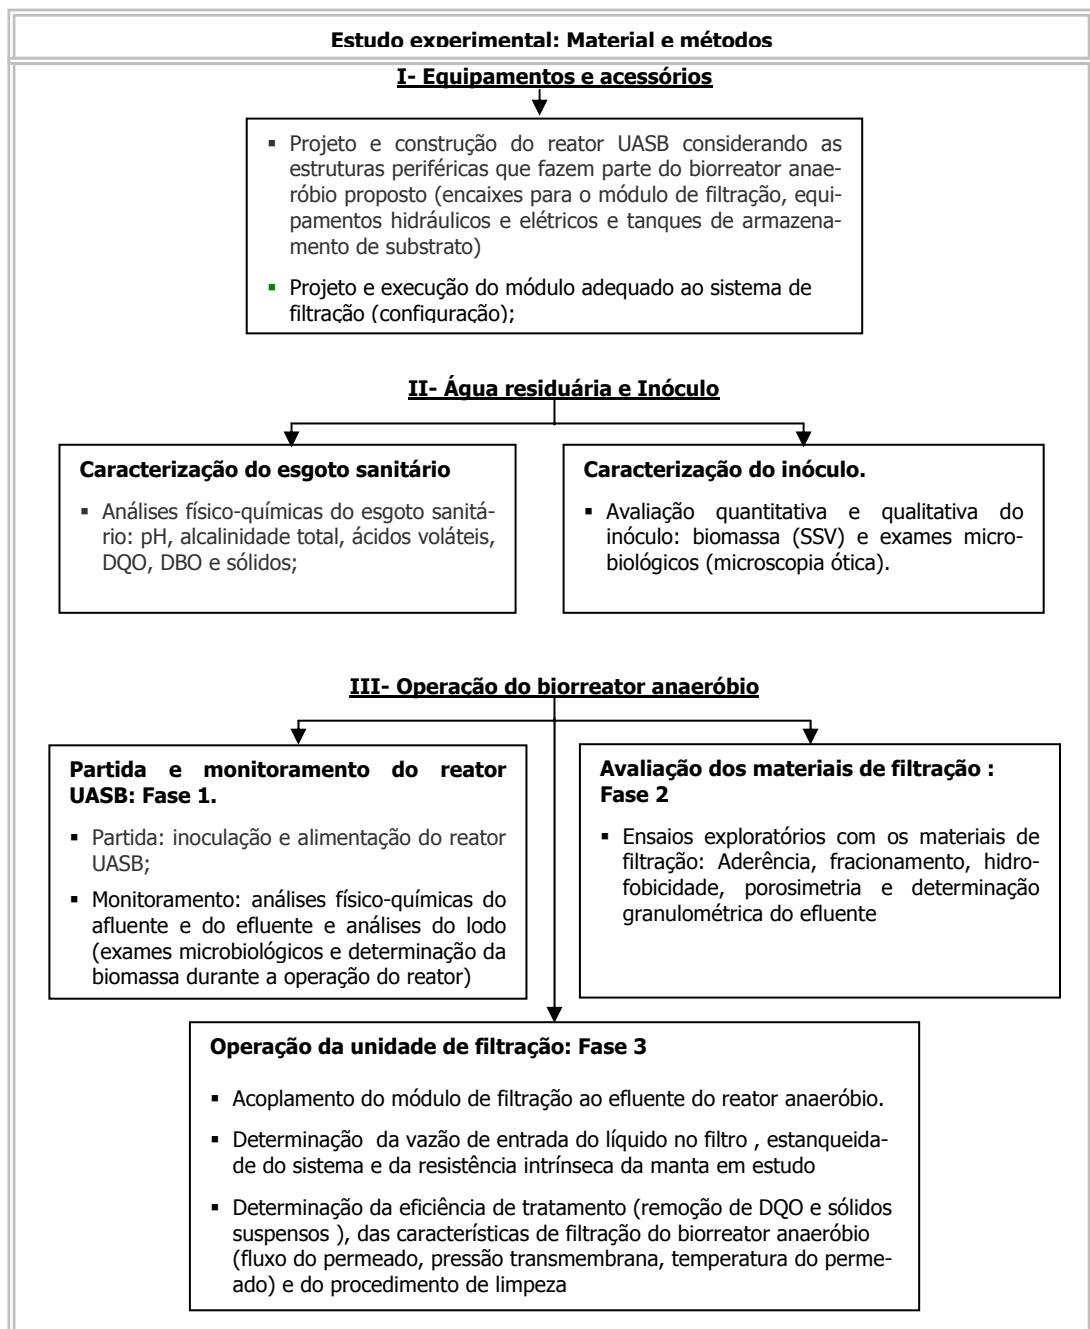 Estudo experimental: Material e métodos
I- Equipamentos e acessórios
▪ Projeto e construção do reator UASB considerando as
estruturas periféricas que fazem parte do biorreator anae-
róbio proposto (encaixes para o módulo de filtração, equi-
pamentos hidráulicos e elétricos e tanques de armazena-
mento de substrato)
▪ Projeto e execução do módulo adequado ao sistema de
filtração (configuração);
II- Água residuária e Inóculo
Caracterização do esgoto sanitário
▪ Análises físico-químicas do esgoto sanitá-
rio: pH, alcalinidade total, ácidos voláteis,
DQO, DBO e sólidos;
Caracterização do inóculo.
▪ Avaliação quantitativa e qualitativa do
inóculo: biomassa (SSV) e exames micro-
biológicos (microscopia ótica).
III- Operação do biorreator anaeróbio
Partida e monitoramento do reator
UASB: Fase 1.
▪ Partida: inoculação e alimentação do reator
UASB;
▪ Monitoramento: análises físico-químicas do
afluente e do efluente e análises do lodo
(exames microbiológicos e determinação da
biomassa durante a operação do reator)
Avaliação dos materiais de filtração :
Fase 2
▪ Ensaios exploratórios com os materiais de
filtração: Aderência, fracionamento, hidro-
fobicidade, porosimetria e determinação
granulométrica do efluente
Operação da unidade de filtração: Fase 3
▪ Acoplamento do módulo de filtração ao efluente do reator anaeróbio.
▪ Determinação da vazão de entrada do líquido no filtro , estanqueida-
de do sistema e da resistência intrínseca da manta em estudo
▪ Determinação da eficiência de tratamento (remoção de DQO e sólidos
suspensos ), das características de filtração do biorreator anaeróbio
(fluxo do permeado, pressão transmembrana, temperatura do perme-
ado) e do procedimento de limpeza